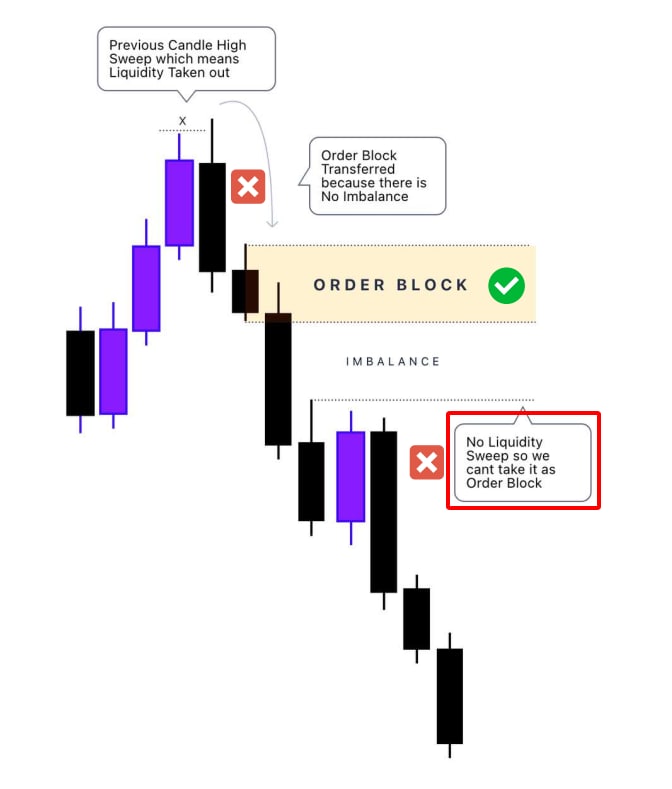 Previous Candle High
Sweep which means
Liquidity Taken out
X
Order Block
Transferred
because there is
No Imbalance
ORDER BLOCK
IMBALANCE
No Liquidity
Sweep so we
cant take it as
Order Block